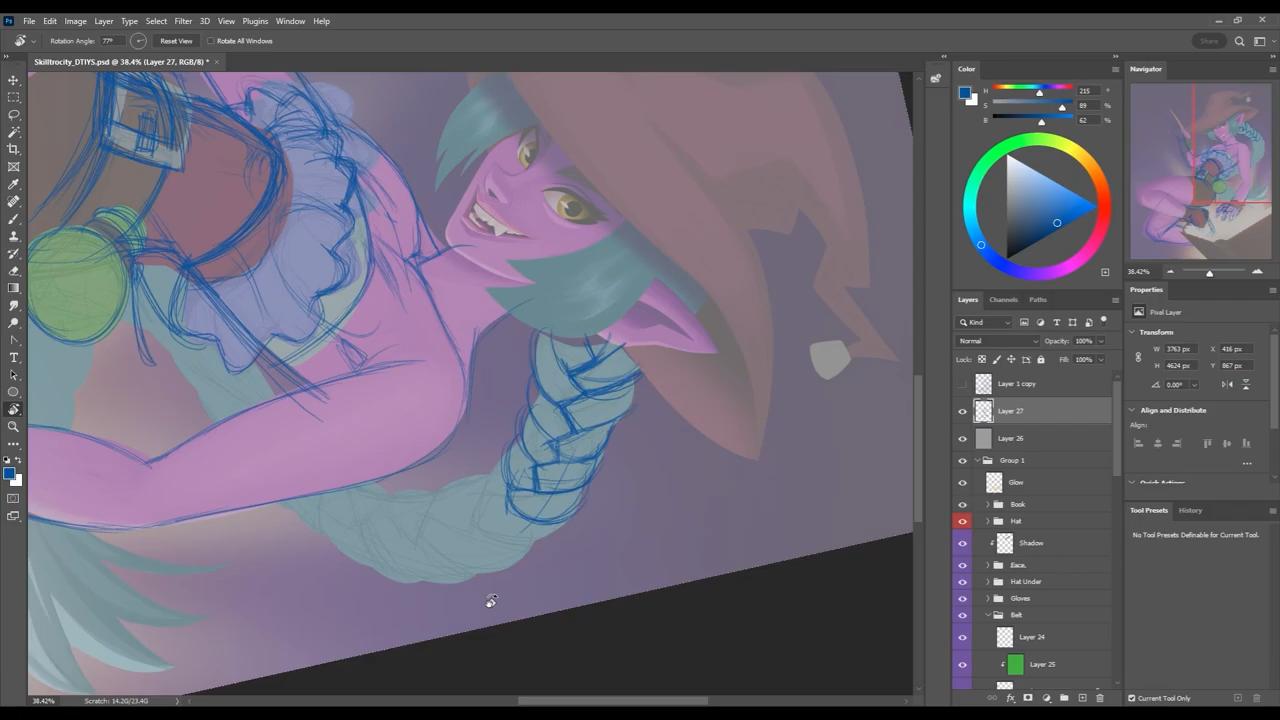 File Edit Image Layer Type Select Filter 3D View Plugins Window Help
Rotation Angle: 77° Reset View Rotate All Windows Share
Skilltrocity_DTIYS.psd @ 38.4% (Layer 27, RGB/8) *
Color
H 215
S 89 %
B 62 %
Navigator
38.42%
Properties
Pixel Layer
Transform
W 3763 px X 416 px
H 4624 px Y 867 px
0.00°
Align and Distribute
Align:
Quick Actions
Tool Presets History
No Tool Presets Definable for Current Tool.
Current Tool Only
Layers Channels Paths
Kind
Normal Opacity: 100%
Lock: Fill: 100%
Layer 1 copy
Layer 27
Layer 26
Group 1
Glow
Book
Hat
Shadow
Face
Hat Under
Gloves
Belt
Layer 24
Layer 25
38.42% Scratch: 14.2G/23.4G